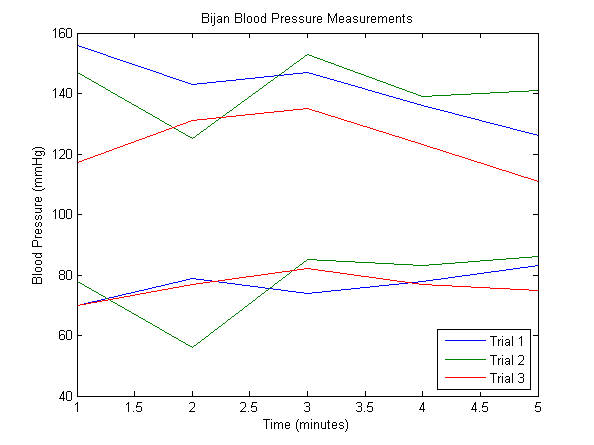 Bijan Blood Pressure Measurements
160
140
120
100
80
60
40
Blood Pressure (mmHg)
1 1.5 2 2.5 3 3.5 4 4.5 5
Time (minutes)
Trial 1
Trial 2
Trial 3